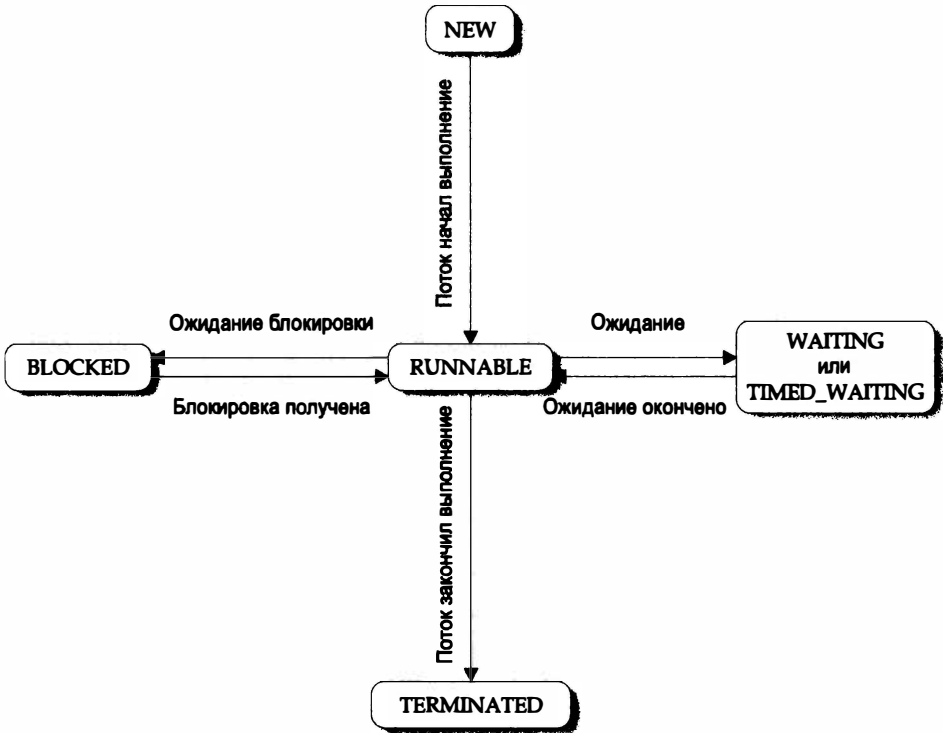 NEW
Поток начал выполнение
Ожидание блокировки
Ожидание
BLOCKED
RUNNABLE
WAITING
или
TIMED_WAITING
Блокировка получена
Ожидание окончено
Поток закончил выполнение
TERMINATED